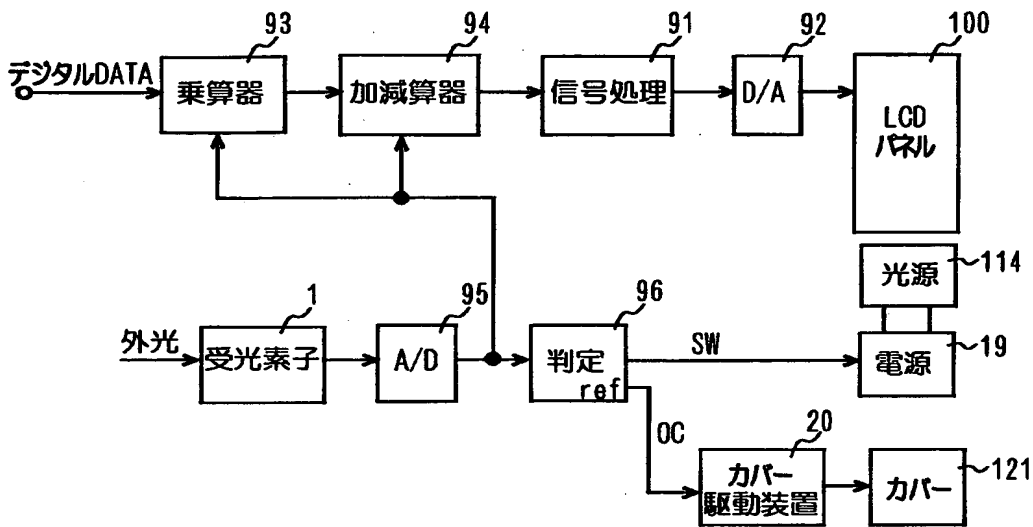 93
94
91
92
100
デジタルDATA
乗算器
加減算器
信号処理
D/A
LCD
パネル
光源
114
1
95
96
外光
受光素子
A/D
判定
ref
SW
電源
19
OC
20
カバー
駆動装置
カバー
121